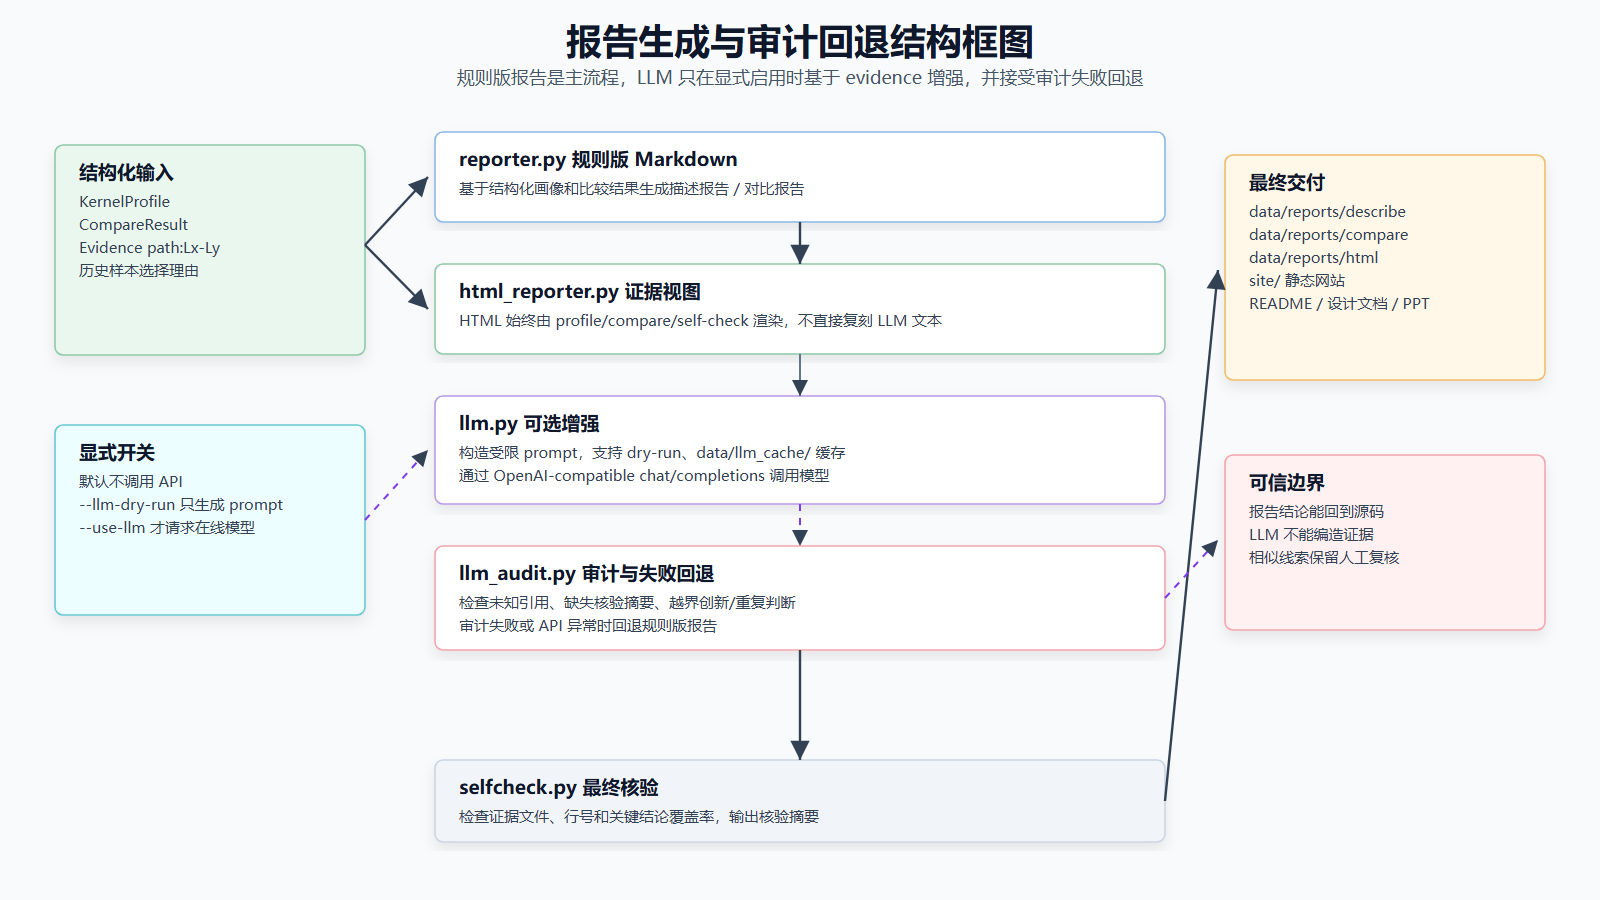 报告生成与审计回退结构框图
规则版报告是主流程，LLM 只在显式启用时基于 evidence 增强，并接受审计失败回退
结构化输入
KernelProfile
CompareResult
Evidence path:Lx-Ly
历史样本选择理由
显式开关
默认不调用 API
--llm-dry-run 只生成 prompt
--use-llm 才请求在线模型
reporter.py 规则版 Markdown
基于结构化画像和比较结果生成描述报告 / 对比报告
html_reporter.py 证据视图
HTML 始终由 profile/compare/self-check 渲染，不直接复刻 LLM 文本
llm.py 可选增强
构造受限 prompt，支持 dry-run、data/llm_cache/ 缓存
通过 OpenAI-compatible chat/completions 调用模型
llm_audit.py 审计与失败回退
检查未知引用、缺失核验摘要、越界创新/重复判断
审计失败或 API 异常时回退规则版报告
selfcheck.py 最终核验
检查证据文件、行号和关键结论覆盖率，输出核验摘要
最终交付
data/reports/describe
data/reports/compare
data/reports/html
site/ 静态网站
README / 设计文档 / PPT
可信边界
报告结论能回到源码
LLM 不能编造证据
相似线索保留人工复核